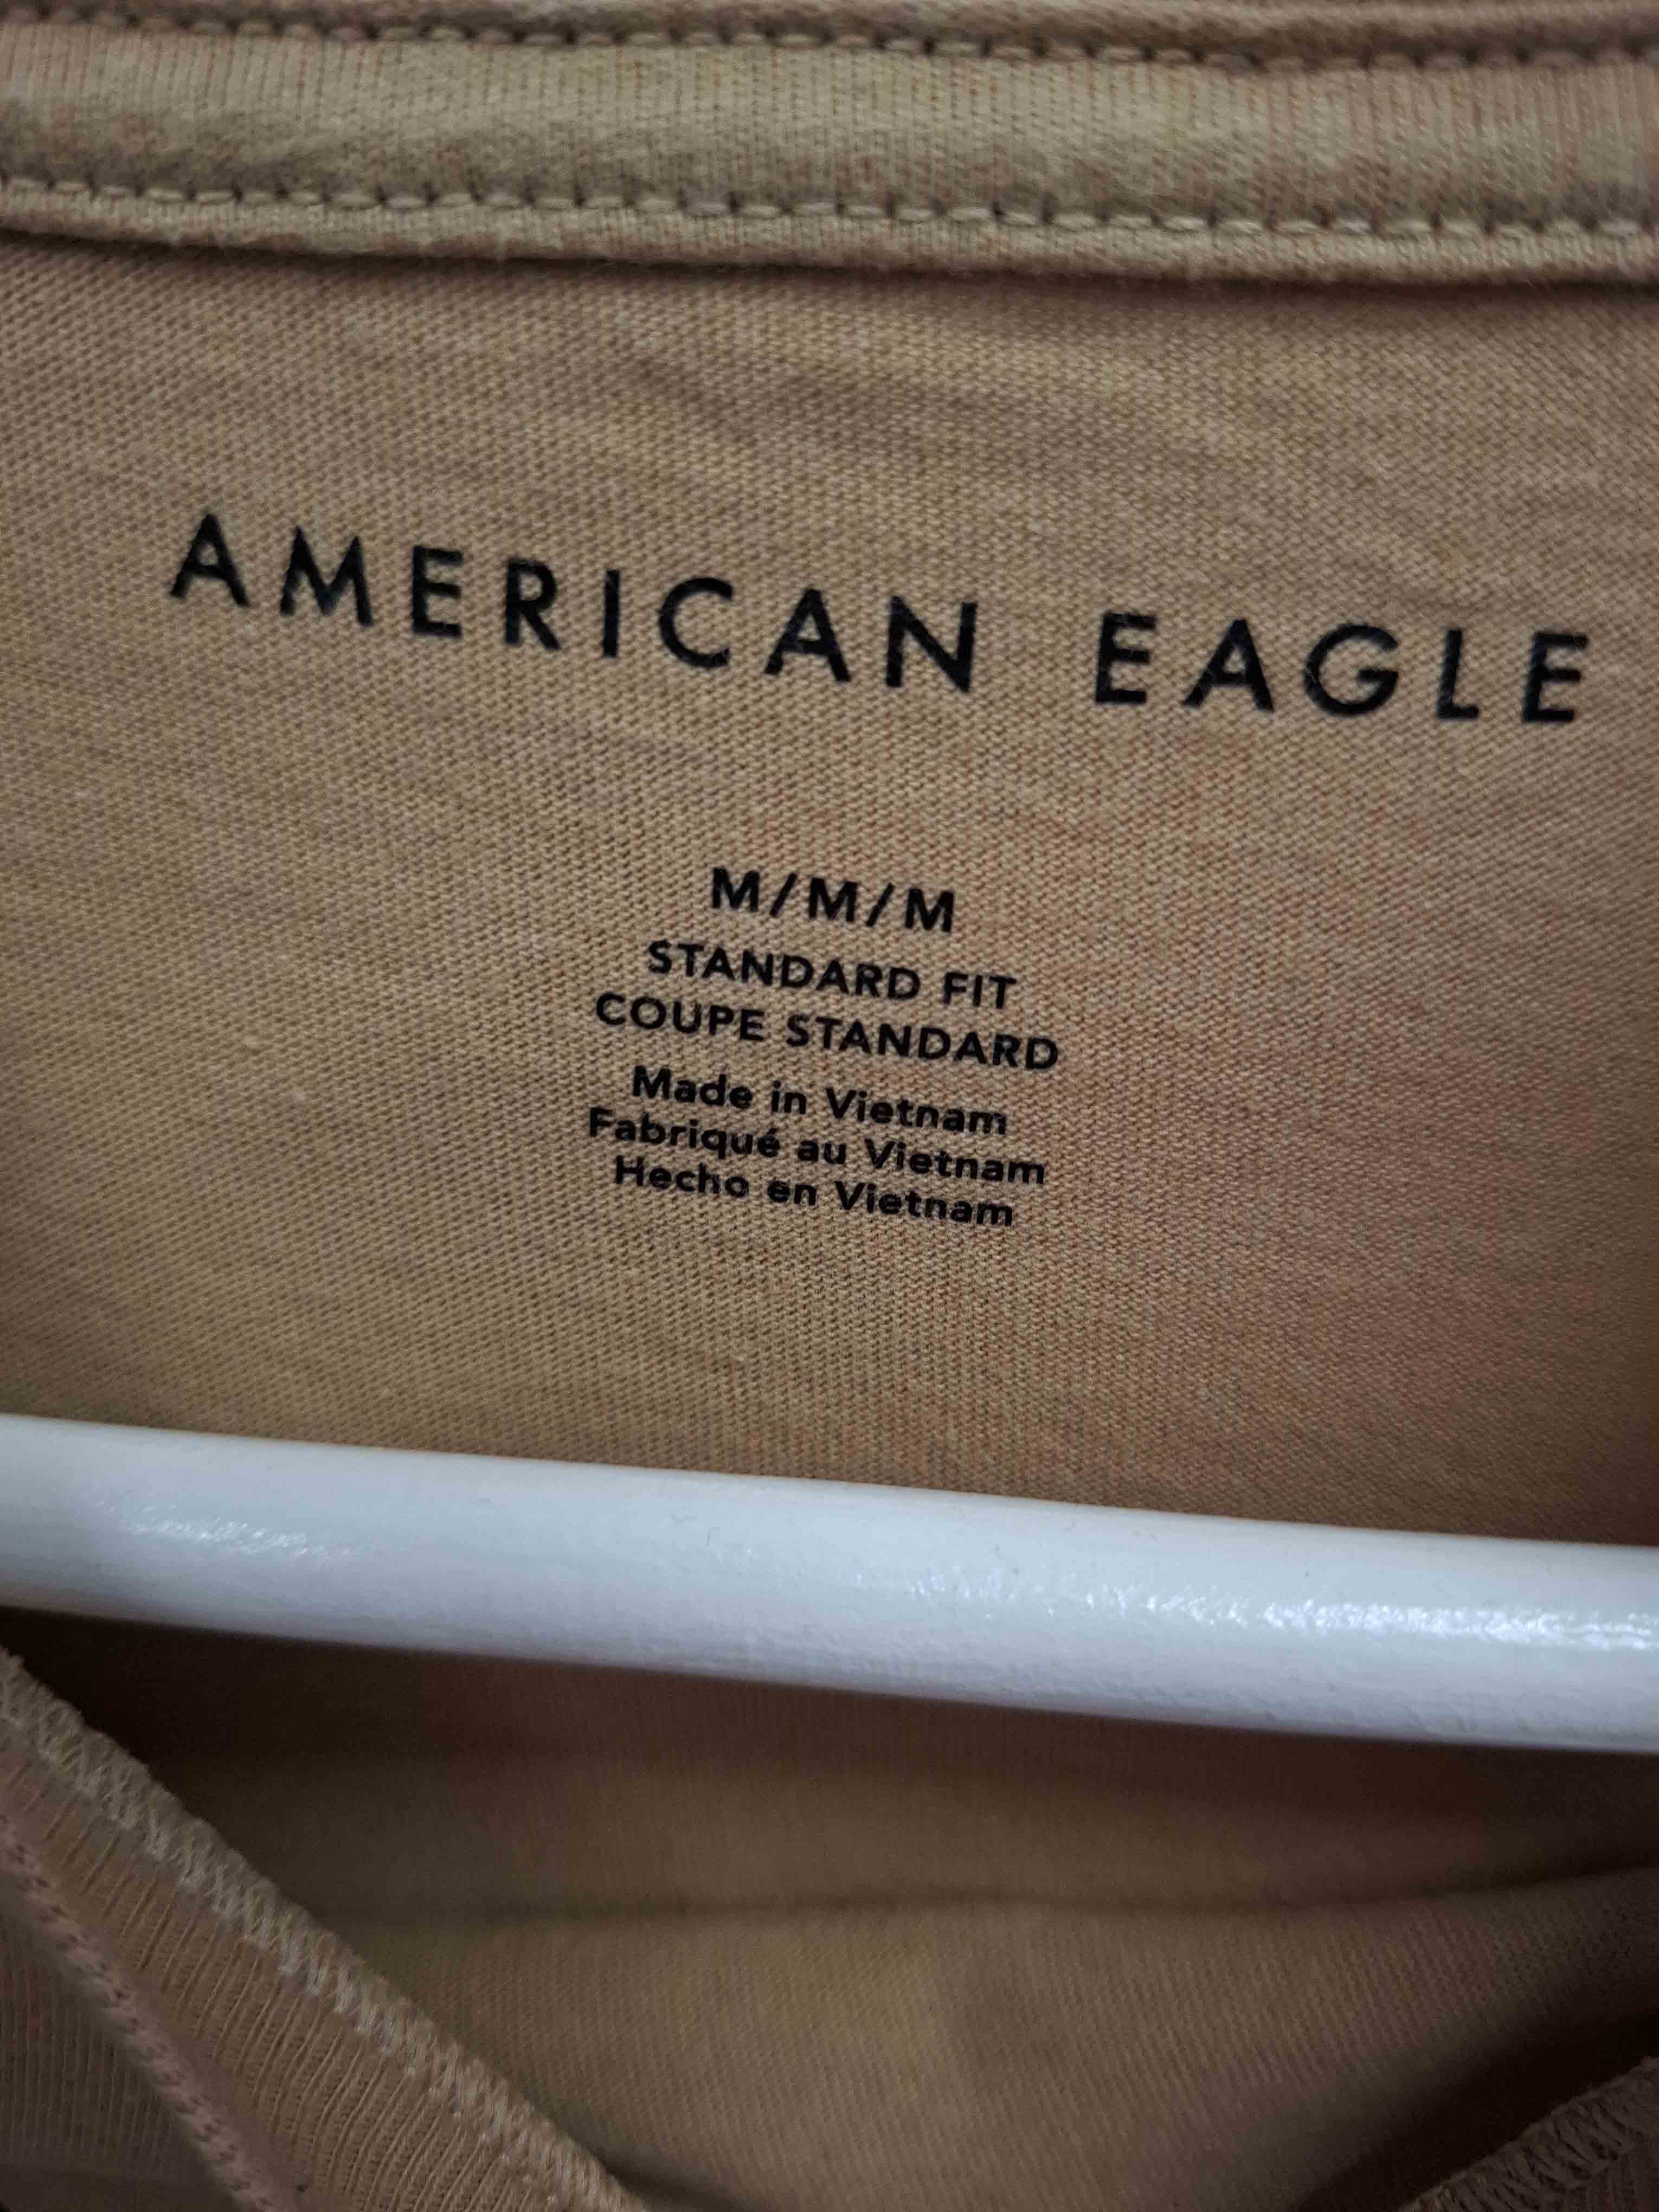 AMERICAN EAGLE
M/M/M
STANDARD FIT
COUPE STANDARD
Made in Vietnam
Fabriqué au Vietnam
Hecho en Vietnam